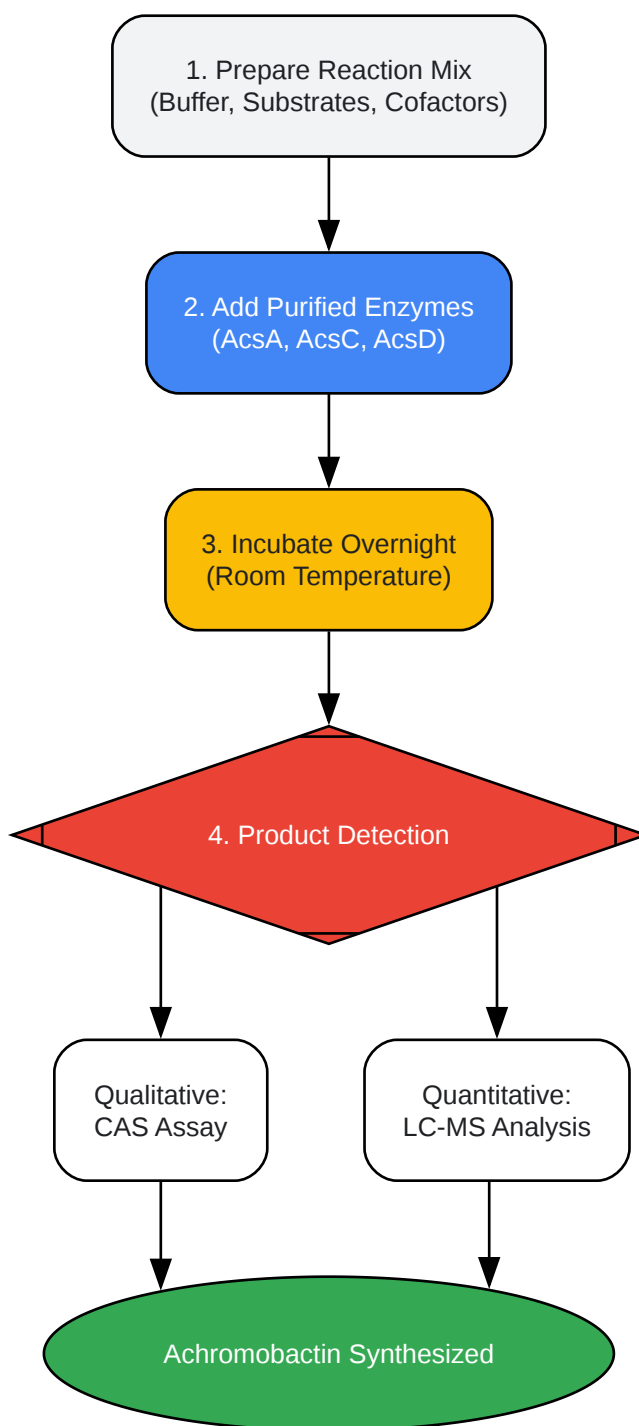 1. Prepare Reaction Mix
(Buffer, Substrates, Cofactors)
2. Add Purified Enzymes
(AcsA, AcsC, AcsD)
3. Incubate Overnight
(Room Temperature)
4. Product Detection
Qualitative:
CAS Assay
Quantitative:
LC-MS Analysis
Achromobactin Synthesized